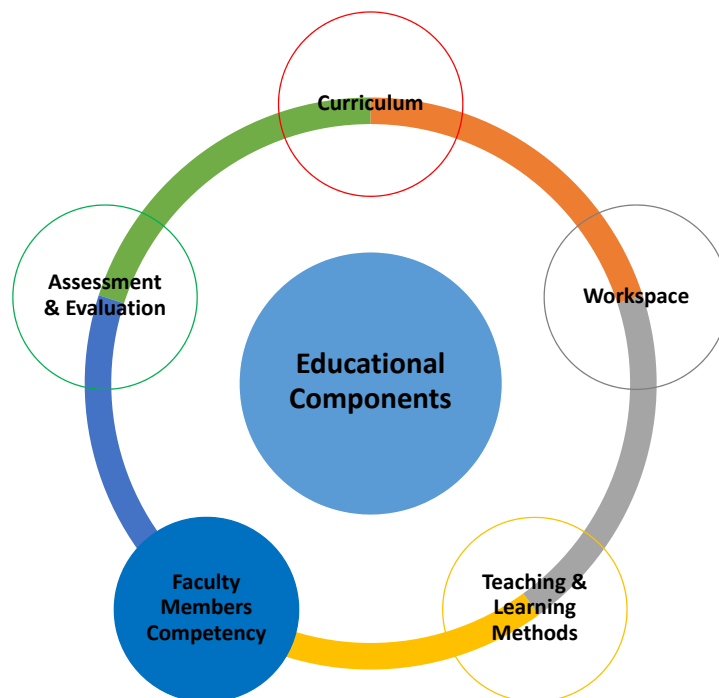 Curriculum
Assessment
& Evaluation
Workspace
Educational
Components
Faculty
Members
Competency
Teaching &
Learning
Methods